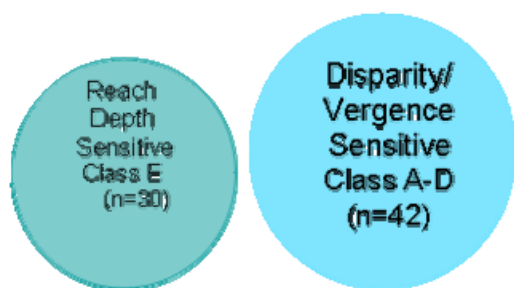 Reach
Depth
Sensitive
Class E
(n=30)
Disparity/
Vergence
Sensitive
Class A-D
(n=42)